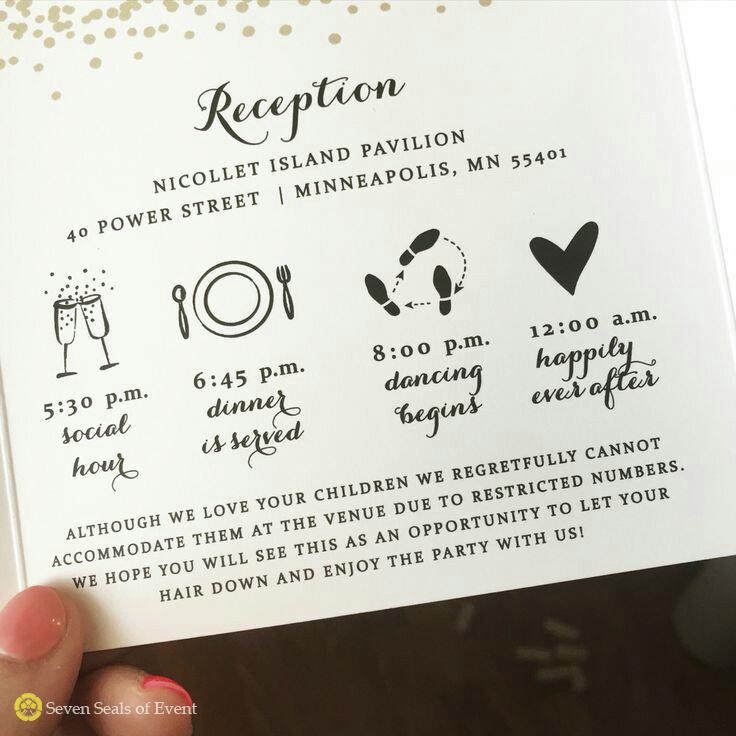 Reception
NICOLLET ISLAND PAVILION
40 POWER STREET | MINNEAPOLIS, MN 55401
5:30 p.m.
social
hour
6:45 p.m.
dinner
is served
8:00 p.m.
dancing
begins
12:00 a.m.
happily
ever after
ALTHOUGH WE LOVE YOUR CHILDREN WE REGRETFULLY CANNOT
ACCOMMODATE THEM AT THE VENUE DUE TO RESTRICTED NUMBERS.
WE HOPE YOU WILL SEE THIS AS AN OPPORTUNITY TO LET YOUR
HAIR DOWN AND ENJOY THE PARTY WITH US!
Seven Seals of Event